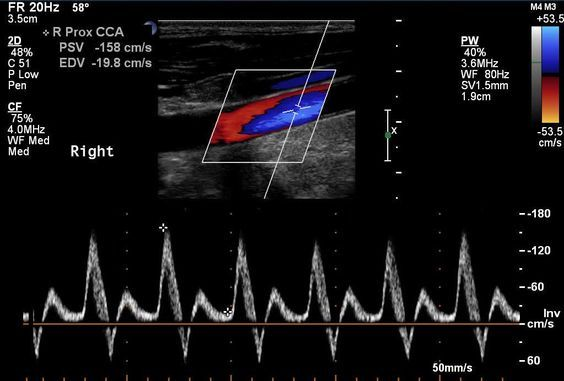 FR 20Hz 58°
3.5cm
R Prox CCA
PSV -158 cm/s
EDV -19.8 cm/s
2D
48%
C 51
P Low
Pen
CF
75%
4.0MHz
WF Med
Med
Right
M4 M3
+53.5
PW
40%
3.6MHz
WF 80Hz
SV1.5mm
1.9cm
-53.5
cm/s
x
-180
-120
-60
Inv
cm/s
60
50mm/s